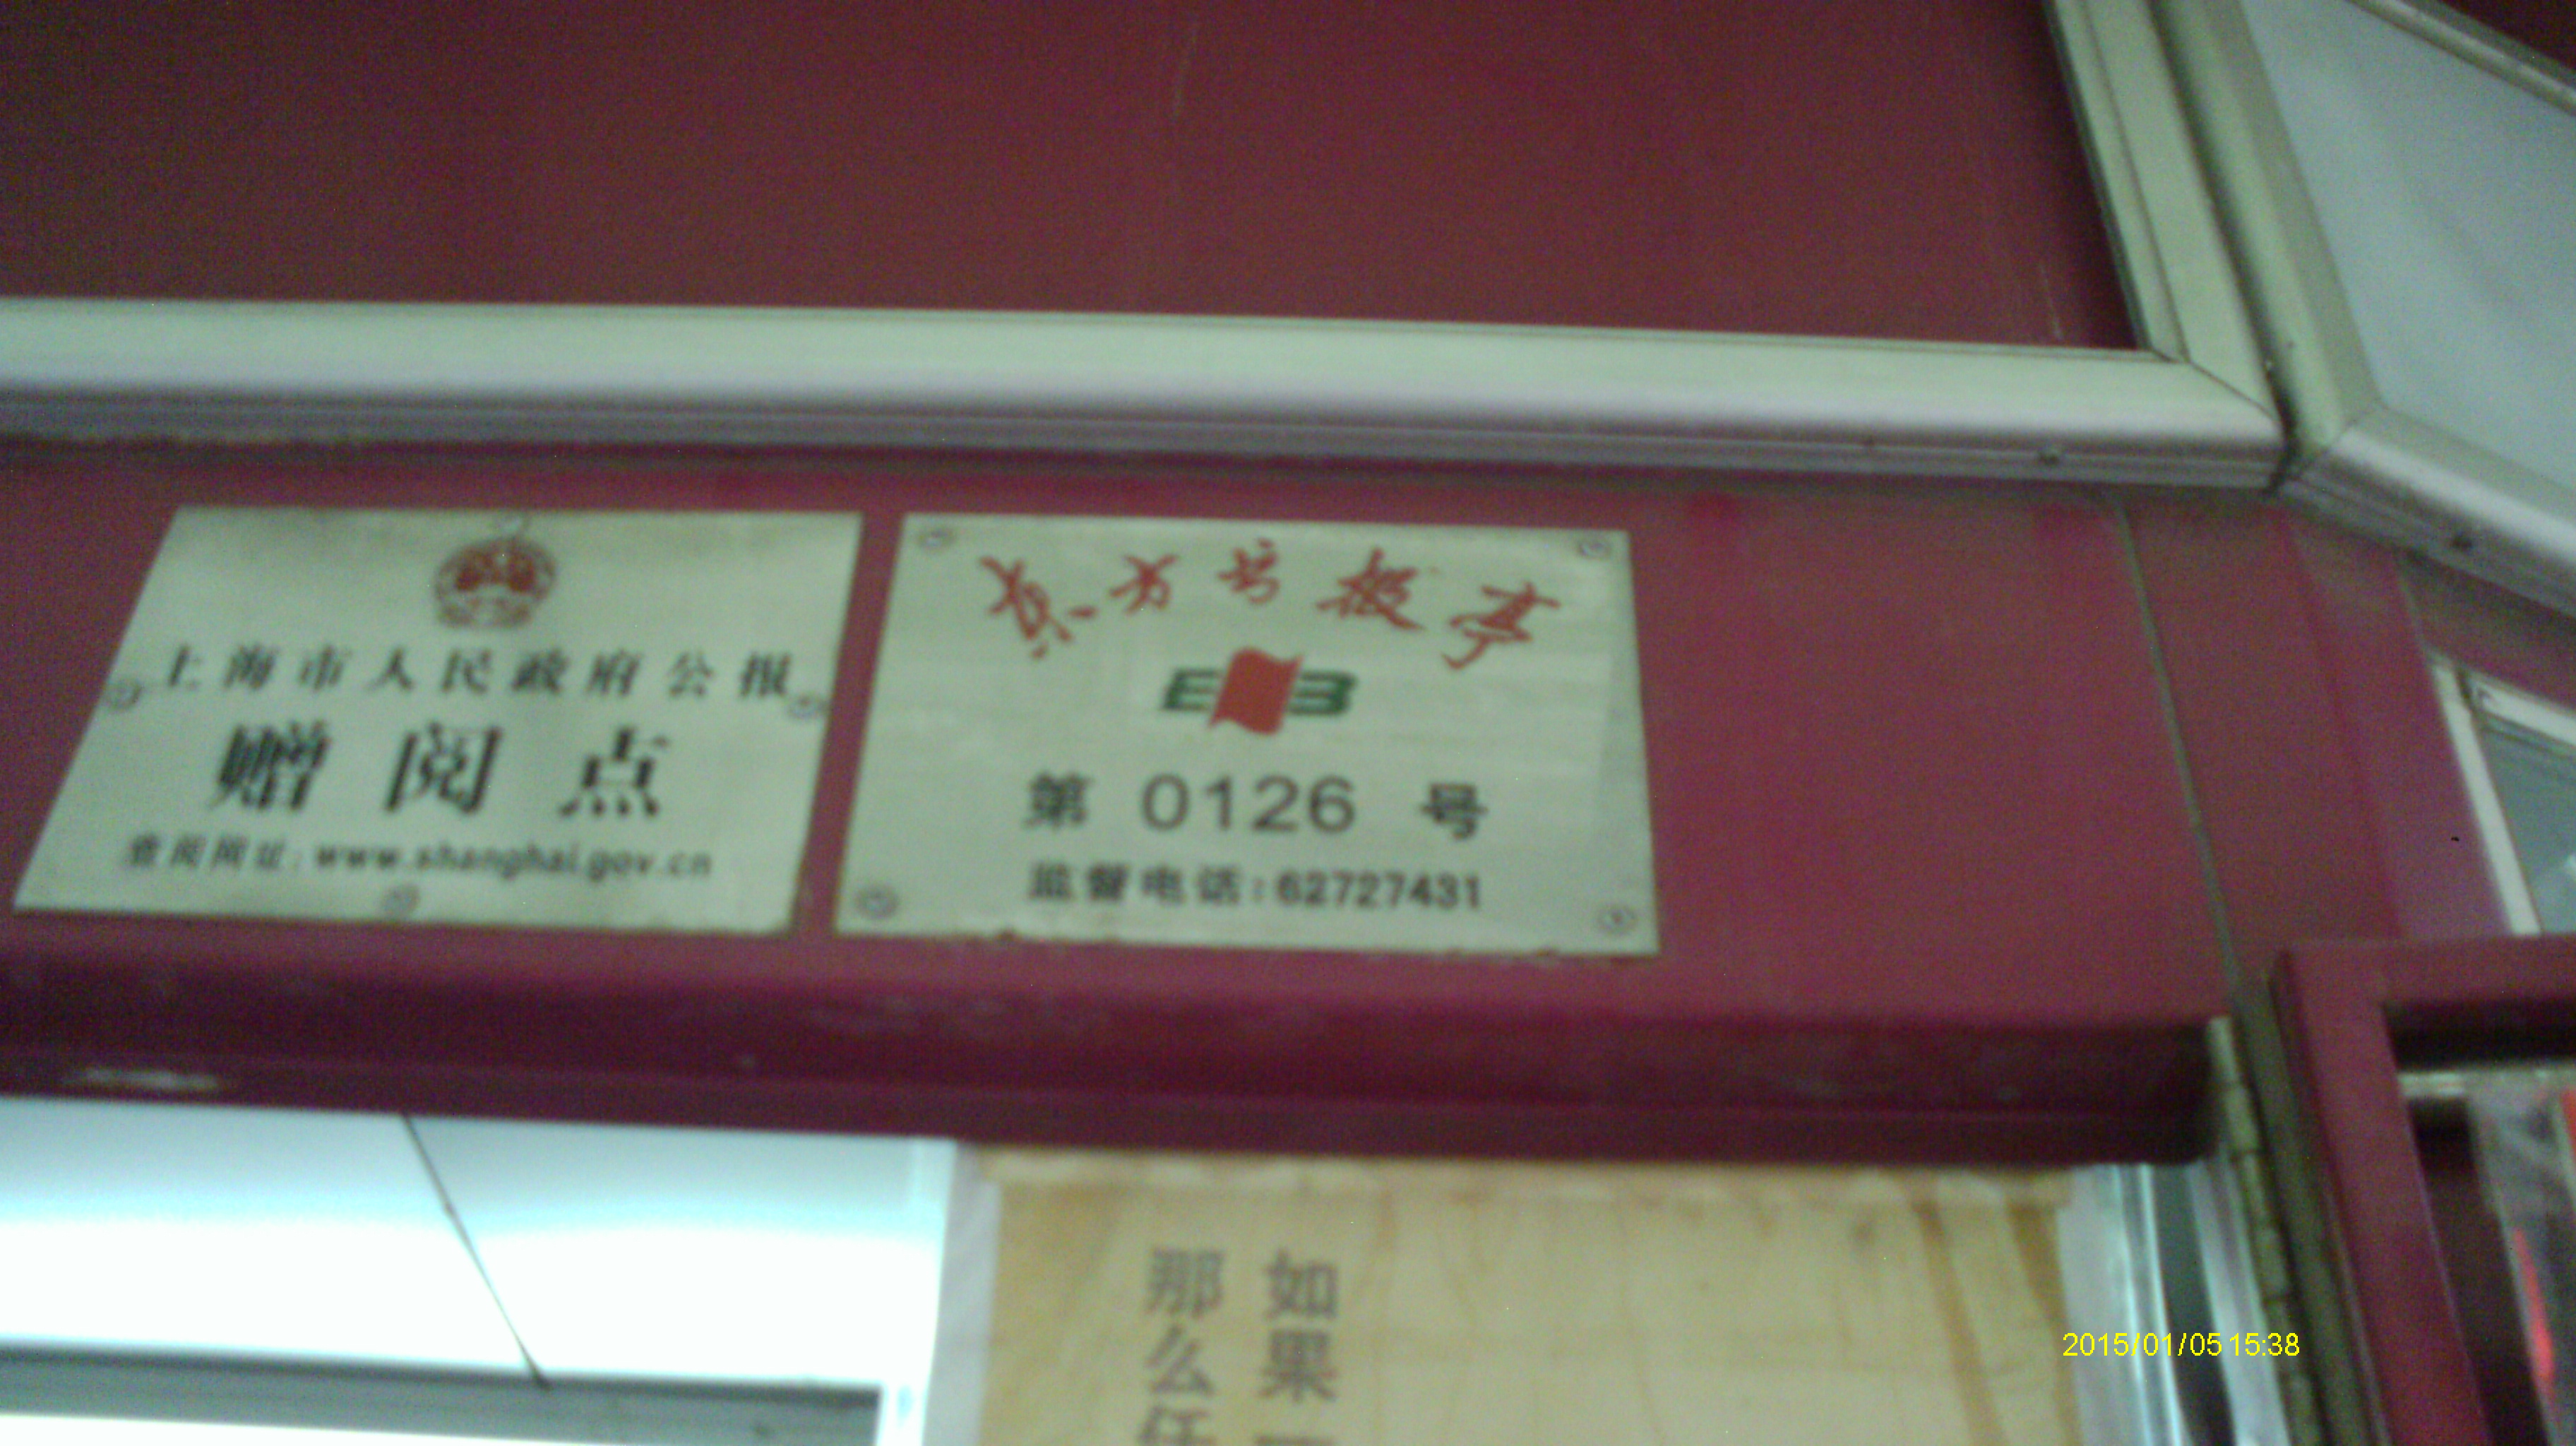 上海市人民政府公报
赠阅点
查阅网址:www.shanghai.gov.cn
东方书报亭
EB
第 0126 号
监督电话:62727431
如果一
那么任
2015/01/05 15:38